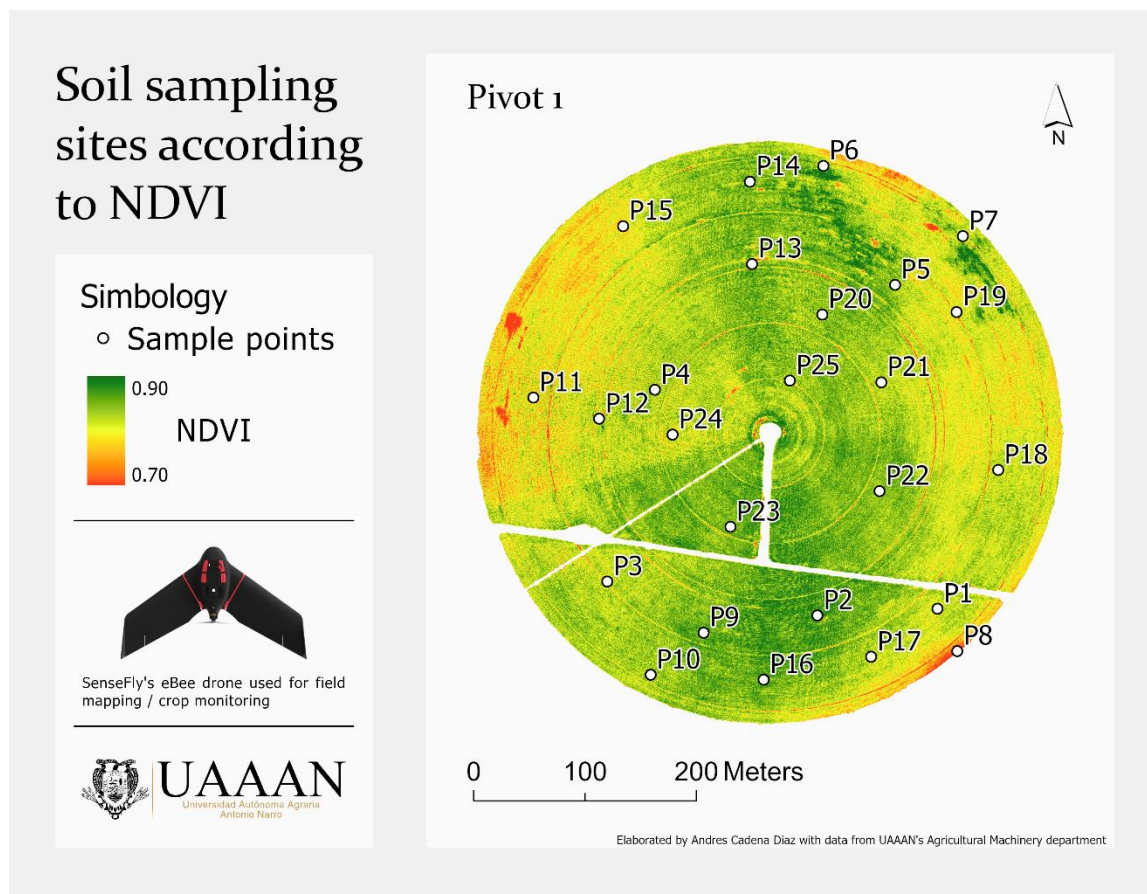 Soil sampling
sites according
to NDVI
Simbology
Sample points
0.90
NDVI
0.70
SenseFly's eBee drone used for field
mapping / crop monitoring
UAAAN
Universidad Autónoma Agraria
Antonio Narro
Pivot 1
N
P6
P14
P15
P7
P13
P5
P20
P19
P25
P21
P4
P11
P12
P24
P18
P22
P23
P3
P2
P1
P9
P17
P8
P10
P16
0 100 200 Meters
Elaborated by Andres Cadena Diaz with data from UAAAN's Agricultural Machinery department